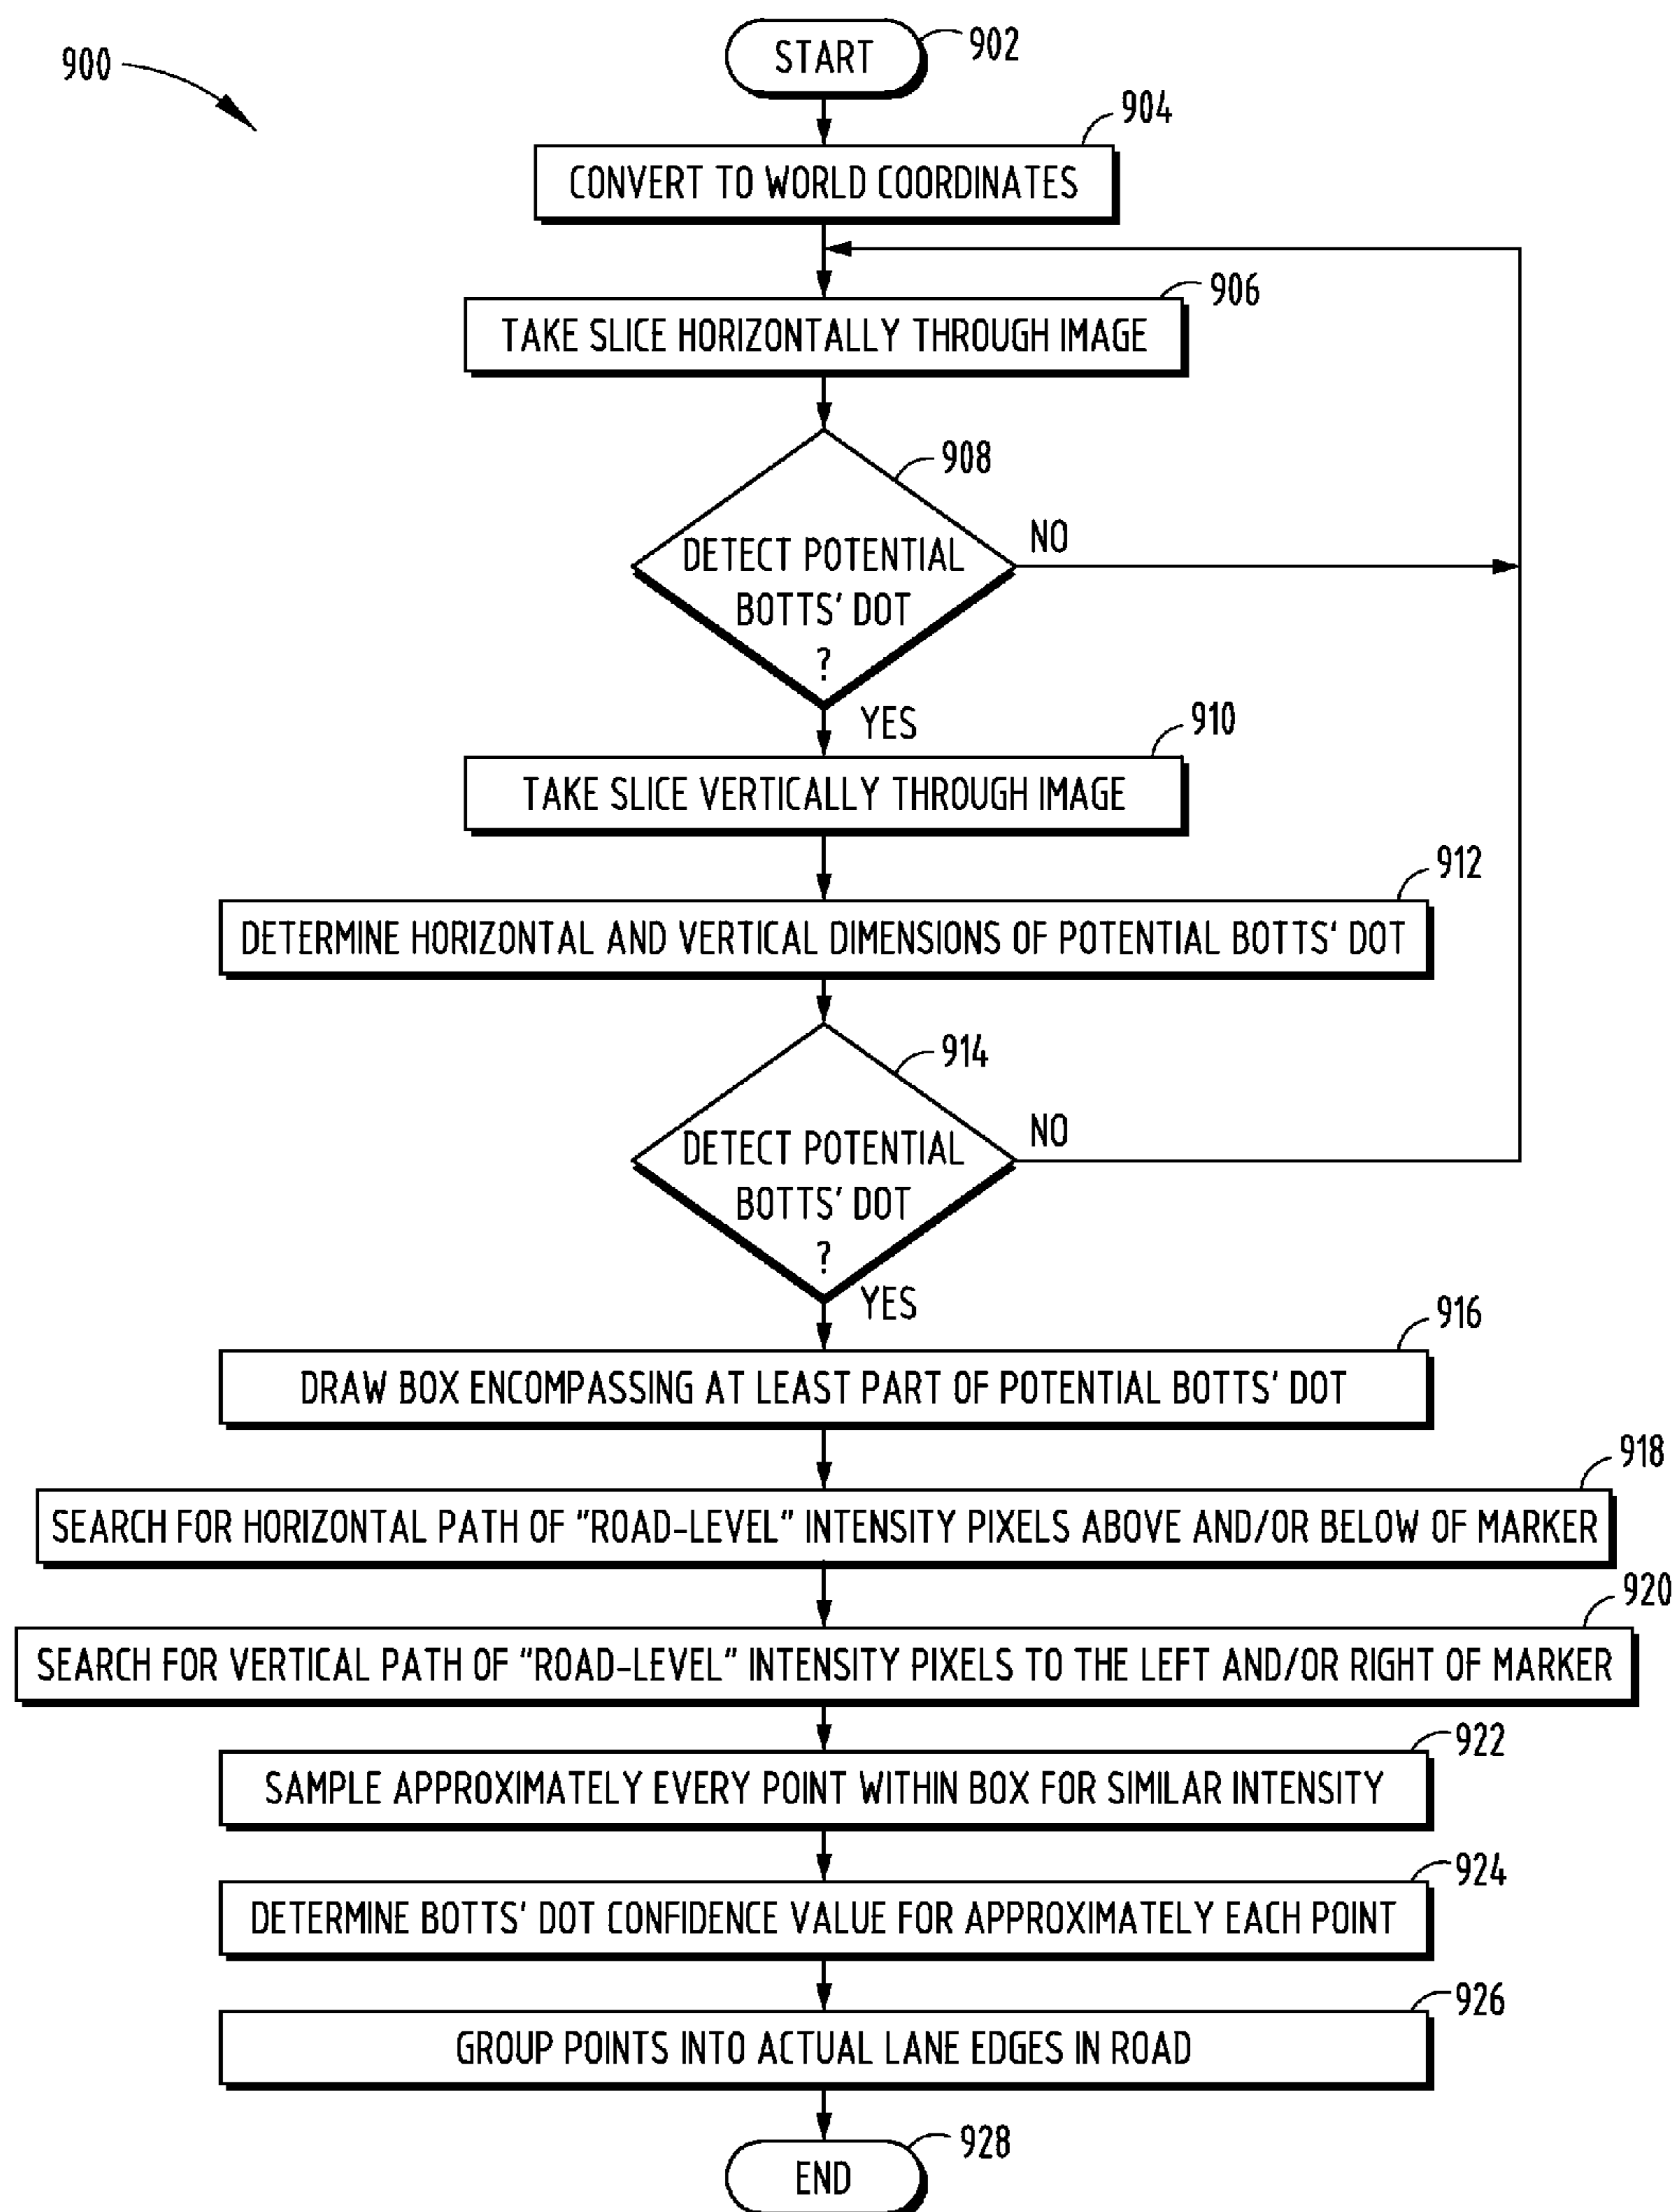 900
START
902
904
CONVERT TO WORLD COORDINATES
906
TAKE SLICE HORIZONTALLY THROUGH IMAGE
908
DETECT POTENTIAL
BOTTS' DOT
?
NO
YES
910
TAKE SLICE VERTICALLY THROUGH IMAGE
912
DETERMINE HORIZONTAL AND VERTICAL DIMENSIONS OF POTENTIAL BOTTS' DOT
914
DETECT POTENTIAL
BOTTS' DOT
?
NO
YES
916
DRAW BOX ENCOMPASSING AT LEAST PART OF POTENTIAL BOTTS' DOT
918
SEARCH FOR HORIZONTAL PATH OF "ROAD-LEVEL" INTENSITY PIXELS ABOVE AND/OR BELOW OF MARKER
920
SEARCH FOR VERTICAL PATH OF "ROAD-LEVEL" INTENSITY PIXELS TO THE LEFT AND/OR RIGHT OF MARKER
922
SAMPLE APPROXIMATELY EVERY POINT WITHIN BOX FOR SIMILAR INTENSITY
924
DETERMINE BOTTS' DOT CONFIDENCE VALUE FOR APPROXIMATELY EACH POINT
926
GROUP POINTS INTO ACTUAL LANE EDGES IN ROAD
928
END